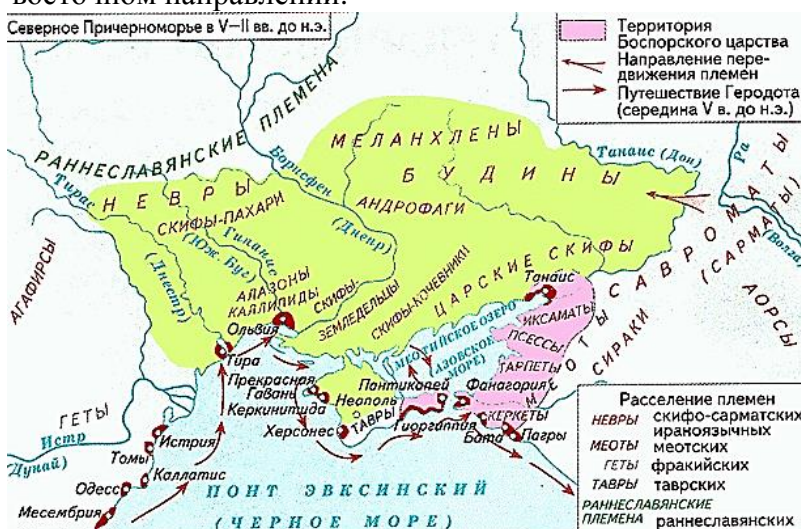 восточном направлении.
Северное Причерноморье в V–II вв. до н.э.
Территория
Боспорского царства
Направление пере-
движения племен
Путешествие Геродота
(середина V в. до н.э.)
РАННЕСЛАВЯНСКИЕ ПЛЕМЕНА
МЕЛАНХЛЕНЫ
БУДИНЫ
АНДРОФАГИ
НЕВРЫ
СКИФЫ-ПАХАРИ
Борисфен
(Днепр)
Танаис (Дон)
Ра
(Волга)
Тирас
(Днестр)
Гипанис
(Юж. Буг)
АГАФИРСЫ
АЛАЗОНЫ
КАЛЛИПИДЫ
СКИФЫ-
ЗЕМЛЕДЕЛЬЦЫ
СКИФЫ-КОЧЕВНИКИ
ЦАРСКИЕ СКИФЫ
САВРОМАТЫ
(САРМАТЫ)
АОРСЫ
СИРАКИ
МЕОТЫ
Танаис
ИКСАМАТЫ
ПСЕССЫ
ТАРПЕТЫ
МЕОТИЙСКОЕ ОЗЕРО
(АЗОВСКОЕ
МОРЕ)
Ольвия
Тира
Прекрасная
Гавань
Керкинитида
Неаполь
ТАВРЫ
Херсонес
Пантикапей
Фанагория
Гиоргаппия
КЕРКЕТЫ
Бата
Пагры
ГЕТЫ
Истр
(Дунай)
Истрия
Томы
Каллатис
Одесс
Месембрия
ПОНТ ЭВКСИНСКИЙ
(ЧЕРНОЕ МОРЕ)
Расселение племен
НЕВРЫ скифо-сарматских
ираноязычных
МЕОТЫ меотских
ГЕТЫ фракийских
ТАВРЫ таврских
РАННЕСЛАВЯНСКИЕ
ПЛЕМЕНА раннеславянских